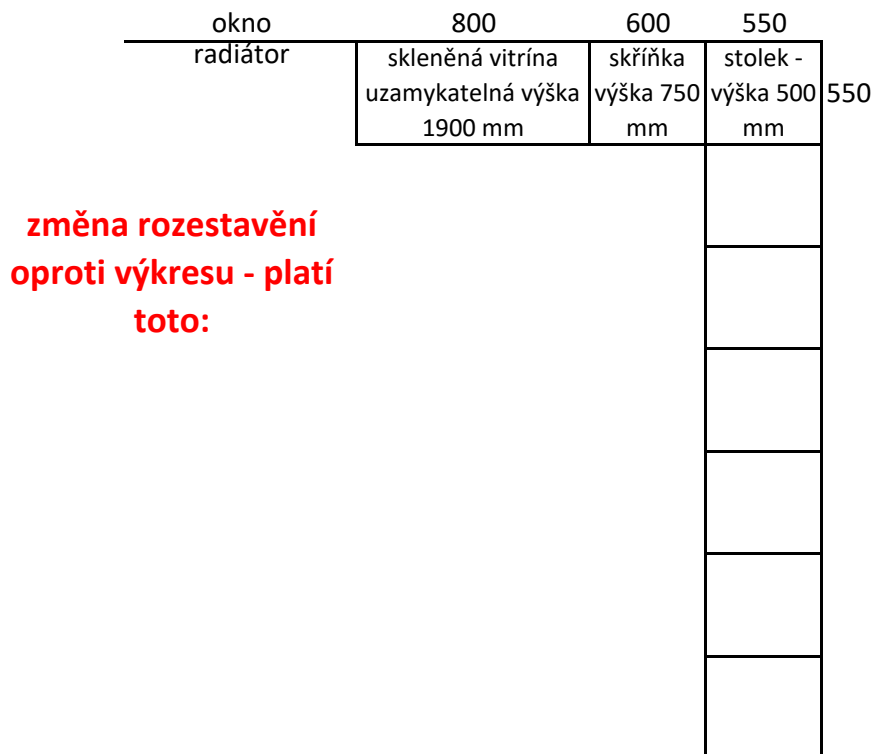 okno 800 600 550
radiátor
skleněná vitrína
uzamykatelná výška
1900 mm
skříňka
výška 750
mm
stolek -
výška 500
mm
550
změna rozestavění
oproti výkresu - platí
toto: